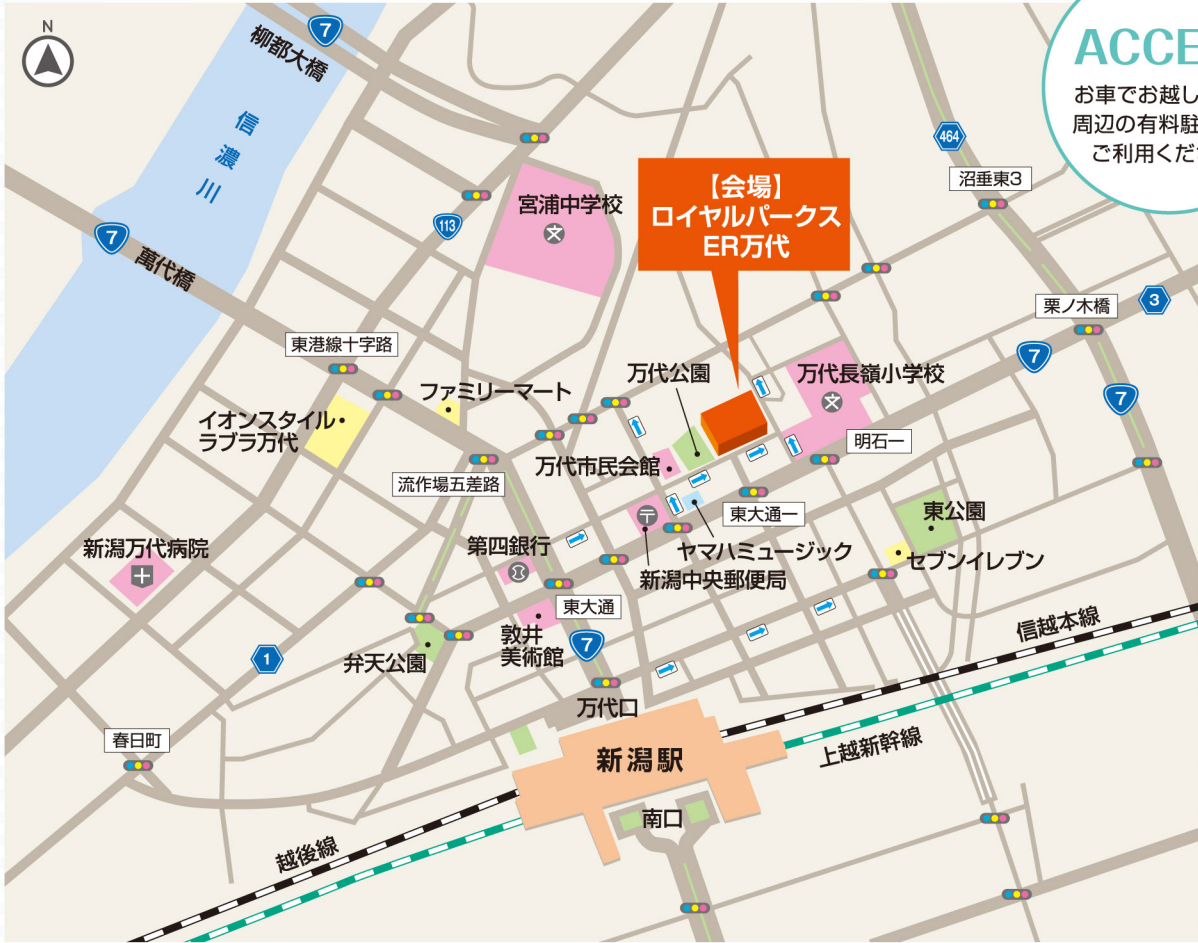 N
7
柳都大橋
ACCE
お車でお越し
周辺の有料駐
ご利用くだ
信濃川
464
沼垂東3
【会場】
ロイヤルパークス
ER万代
宮浦中学校
文
113
7
萬代橋
栗ノ木橋
3
東港線十字路
7
ファミリーマート
万代公園
万代長嶺小学校
文
7
イオンスタイル
ラブラ万代
明石一
万代市民会館
流作場五差路
東大通一
〒
東公園
新潟万代病院
第四銀行
ヤマハミュージック
セブンイレブン
新潟中央郵便局
東大通
敦井
美術館
7
信越本線
弁天公園
1
万代口
春日町
新潟駅
上越新幹線
南口
越後線